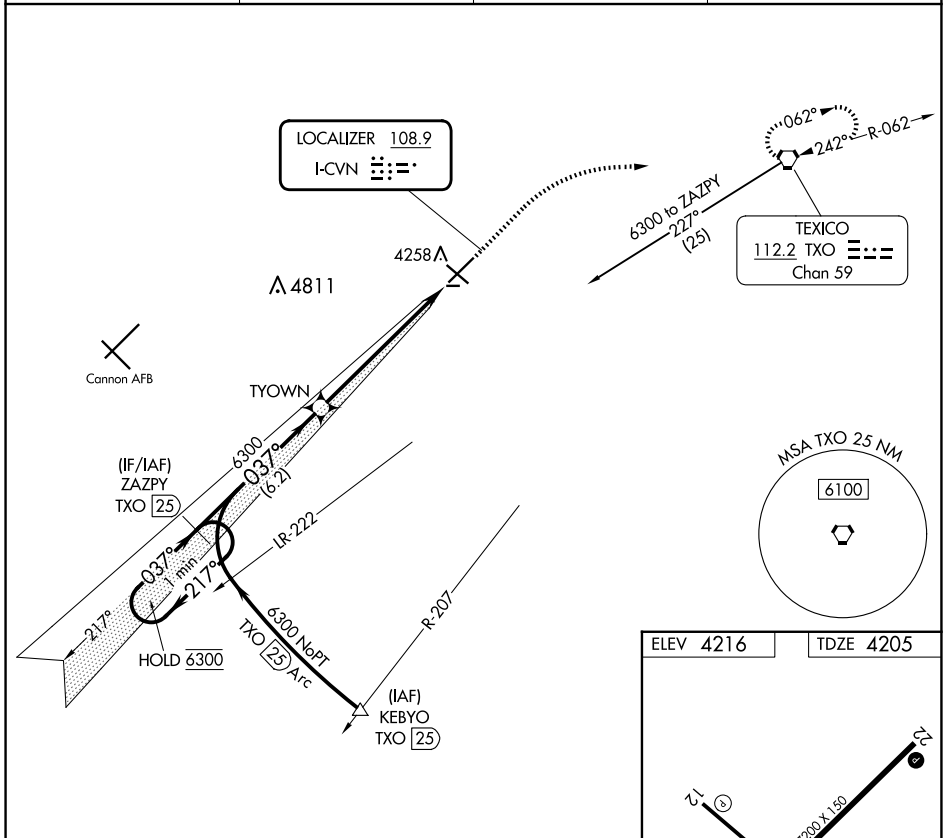 LOCALIZER 108.9
I-CVN
062°
242°
R-062
6300 to ZAZPY
227°
(25)
TEXICO
112.2 TXO
Chan 59
4258
4811
Cannon AFB
TYOWN
6300
037°
(6.2)
(IF/IAF)
ZAZPY
TXO 25
LR-222
037°
1 min
217°
217°
HOLD 6300
6300 NoPT
TXO 25 Arc
R-207
(IAF)
KEBYO
TXO 25
MSA TXO 25 NM
6100
ELEV 4216
TDZE 4205
22
P
12
P
200 X 150